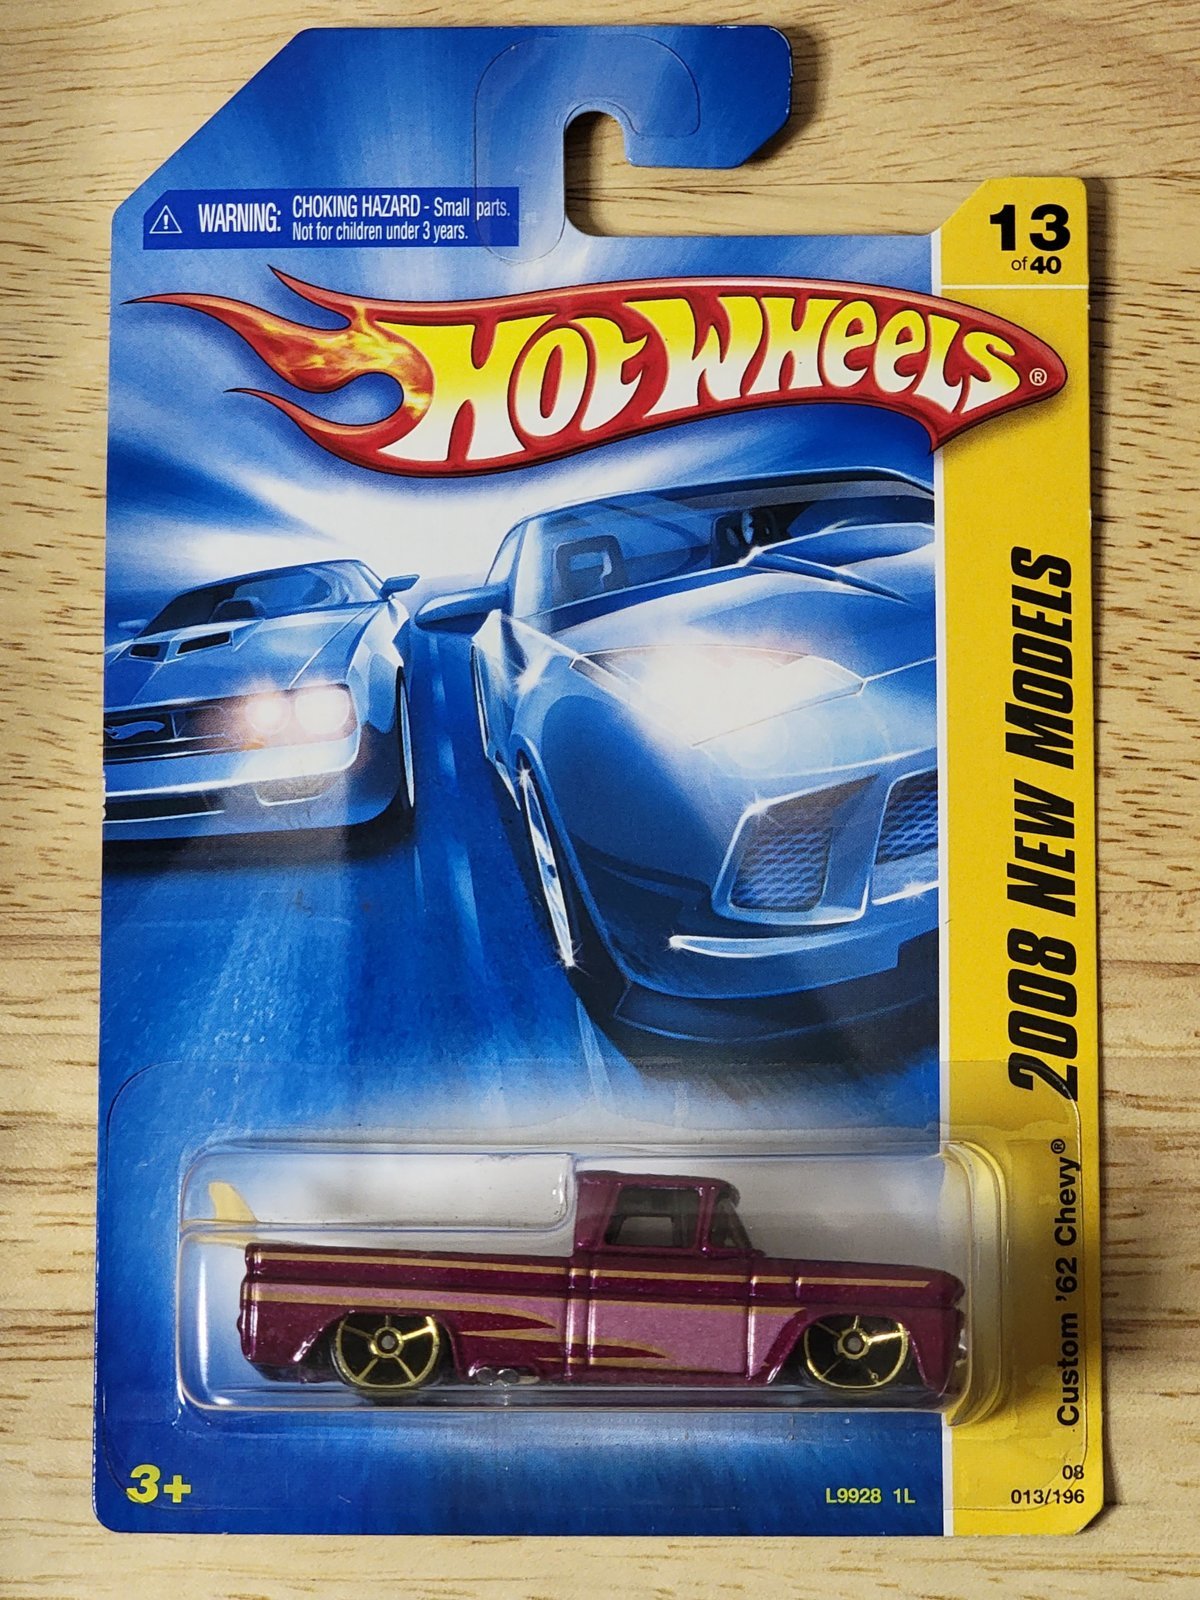 WARNING: CHOKING HAZARD - Small parts.
Not for children under 3 years.
13
of 40
HOT WHEELS®
2008 NEW MODELS
Custom '62 Chevy®
3+
L9928 1L
08
013/196